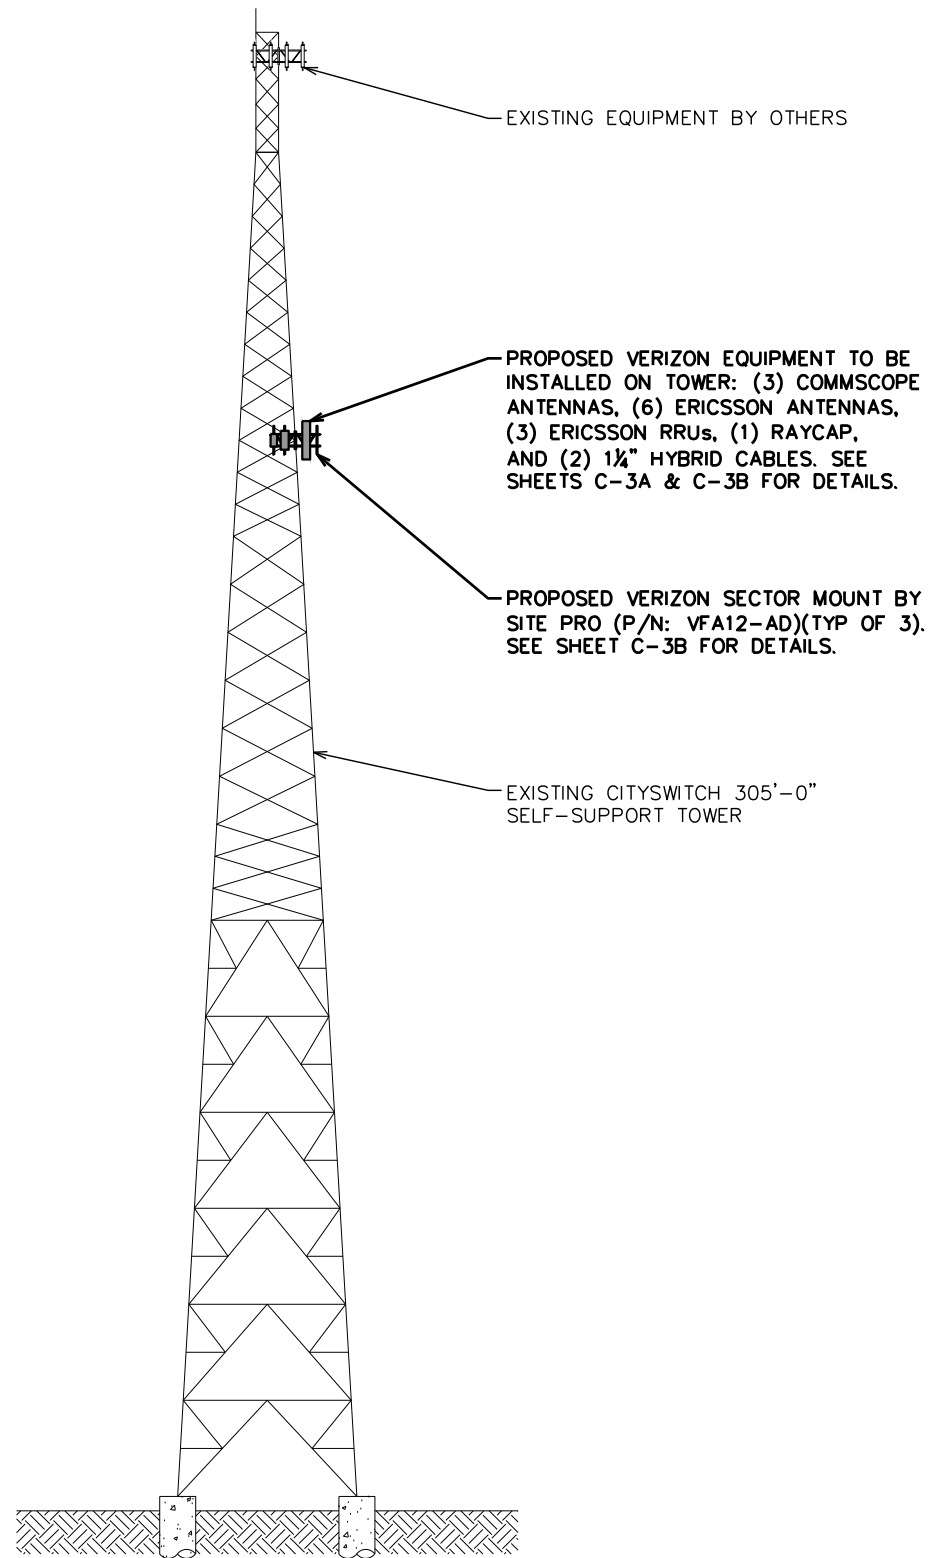 EXISTING EQUIPMENT BY OTHERS
PROPOSED VERIZON EQUIPMENT TO BE
INSTALLED ON TOWER: (3) COMMSCOPE
ANTENNAS, (6) ERICSSON ANTENNAS,
(3) ERICSSON RRUs, (1) RAYCAP,
AND (2) 1¼" HYBRID CABLES. SEE
SHEETS C-3A & C-3B FOR DETAILS.
PROPOSED VERIZON SECTOR MOUNT BY
SITE PRO (P/N: VFA12-AD)(TYP OF 3).
SEE SHEET C-3B FOR DETAILS.
EXISTING CITYSWITCH 305'-0"
SELF-SUPPORT TOWER